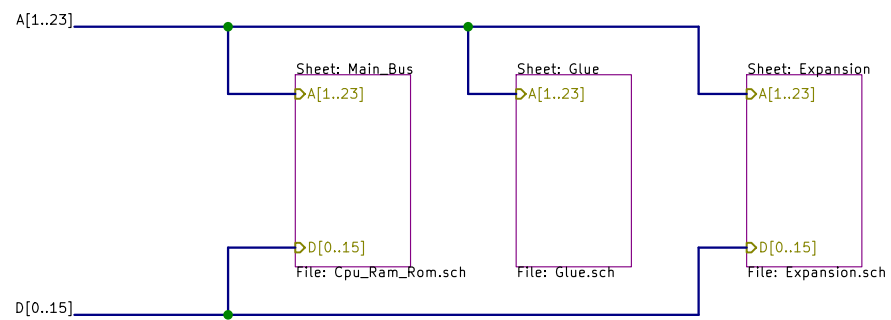 A[1..23]
Sheet: Main_Bus
Sheet: Glue
Sheet: Expansion
A[1..23]
A[1..23]
A[1..23]
D[0..15]
D[0..15]
File: Cpu_Ram_Rom.sch
File: Glue.sch
File: Expansion.sch
D[0..15]